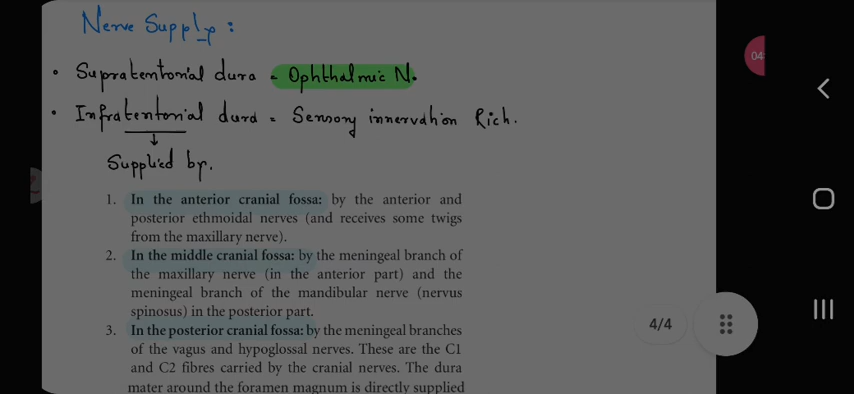 Nerve Supply :
• Supratentorial dura = Ophthalmic N.
• Infratentorial dura = Sensory innervation Rich.
Supplied by.
1. In the anterior cranial fossa: by the anterior and
posterior ethmoidal nerves (and receives some twigs
from the maxillary nerve).
2. In the middle cranial fossa: by the meningeal branch of
the maxillary nerve (in the anterior part) and the
meningeal branch of the mandibular nerve (nervus
spinosus) in the posterior part.
3. In the posterior cranial fossa: by the meningeal branches
of the vagus and hypoglossal nerves. These are the C1
and C2 fibres carried by the cranial nerves. The dura
mater around the foramen magnum is directly supplied
04
4/4